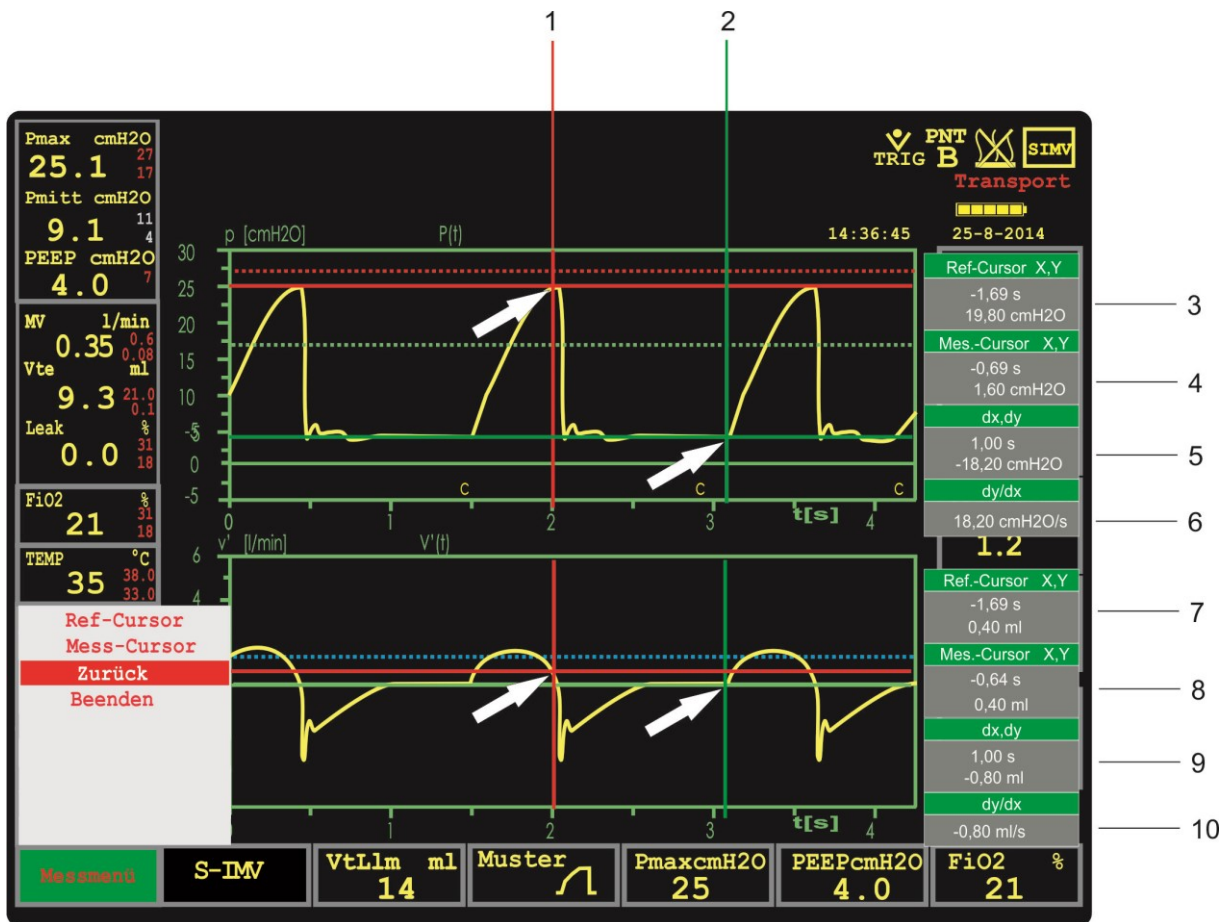 1 2
Pmax cmH2O
25.1 27
17
Pmitt cmH2O
9.1 11
4
PEEP cmH2O
4.0 7
MV l/min
0.35 0.6
0.08
Vte ml
9.3 21.0
0.1
Leak %
0.0 31
18
FiO2 %
21 31
18
TEMP °C
35 38.0
33.0
Ref-Cursor
Mess-Cursor
Zurück
Beenden
TRIG PNT B SIMV
Transport
14:36:45 25-8-2014
p [cmH2O] P(t)
30
25
20
15
10
5
0
-5
C C C
0 1 2 3 t[s] 4
v' [l/min] V'(t)
6
4
1 2 3 t[s] 4
Ref-Cursor X,Y
-1,69 s
19,80 cmH2O
3
Mes.-Cursor X,Y
-0,69 s
1,60 cmH2O
4
dx,dy
1,00 s
-18,20 cmH2O
5
dy/dx
18,20 cmH2O/s
6
1.2
Ref.-Cursor X,Y
-1,69 s
0,40 ml
7
Mes.-Cursor X,Y
-0,64 s
0,40 ml
8
dx,dy
1,00 s
-0,80 ml
9
dy/dx
-0,80 ml/s
10
Messmenü
S-IMV
VtLlm ml
14
Muster
PmaxcmH2O
25
PEEPcmH2O
4.0
FiO2 %
21